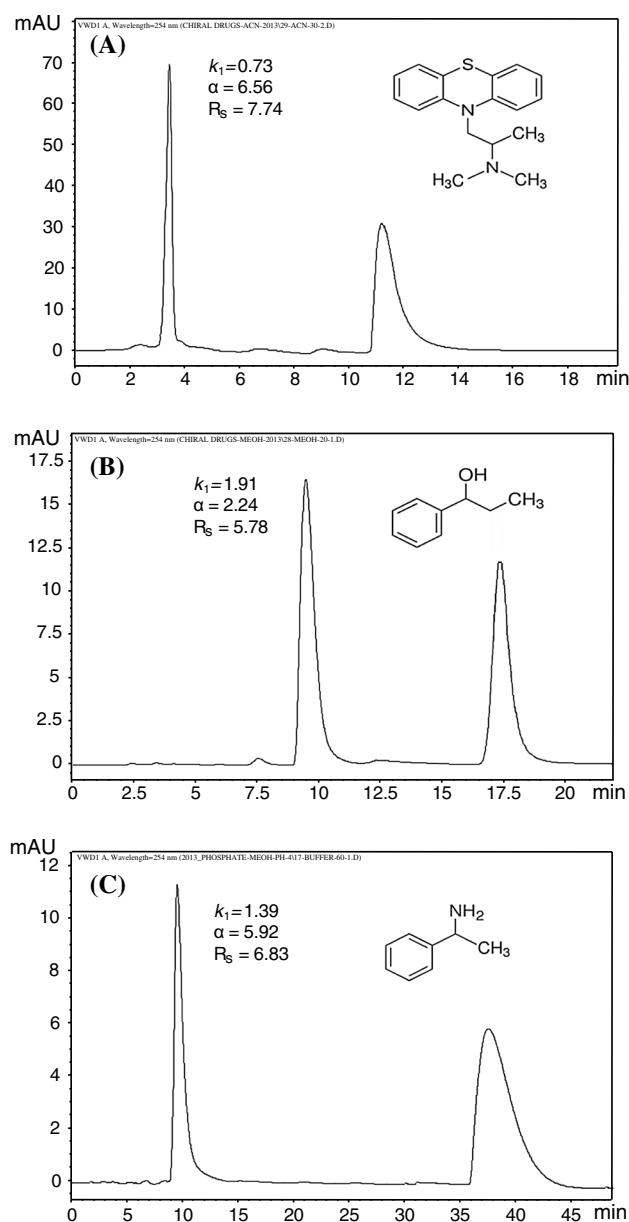 mAU
VWD1 A, Wavelength=254 nm (CHIRAL DRUGS-ACN-2013\29-ACN-30-2.D)
(A)
k1=0.73
α = 6.56
Rs = 7.74
S
N
CH3
N
H3C
CH3
70
60
50
40
30
20
10
0
0 2 4 6 8 10 12 14 16 18 min
mAU
VWD1 A, Wavelength=254 nm (CHIRAL DRUGS-MEOH-2013\28-MEOH-20-1.D)
(B)
k1=1.91
α = 2.24
Rs = 5.78
OH
CH3
17.5
15
12.5
10
7.5
5
2.5
0
0 2.5 5 7.5 10 12.5 15 17.5 20 min
mAU
VWD1 A, Wavelength=254 nm (2013_PHOSPHATE-MEOH-PH-4\17-BUFFER-60-1.D)
(C)
k1=1.39
α = 5.92
Rs = 6.83
NH2
CH3
12
10
8
6
4
2
0
0 5 10 15 20 25 30 35 40 45 min